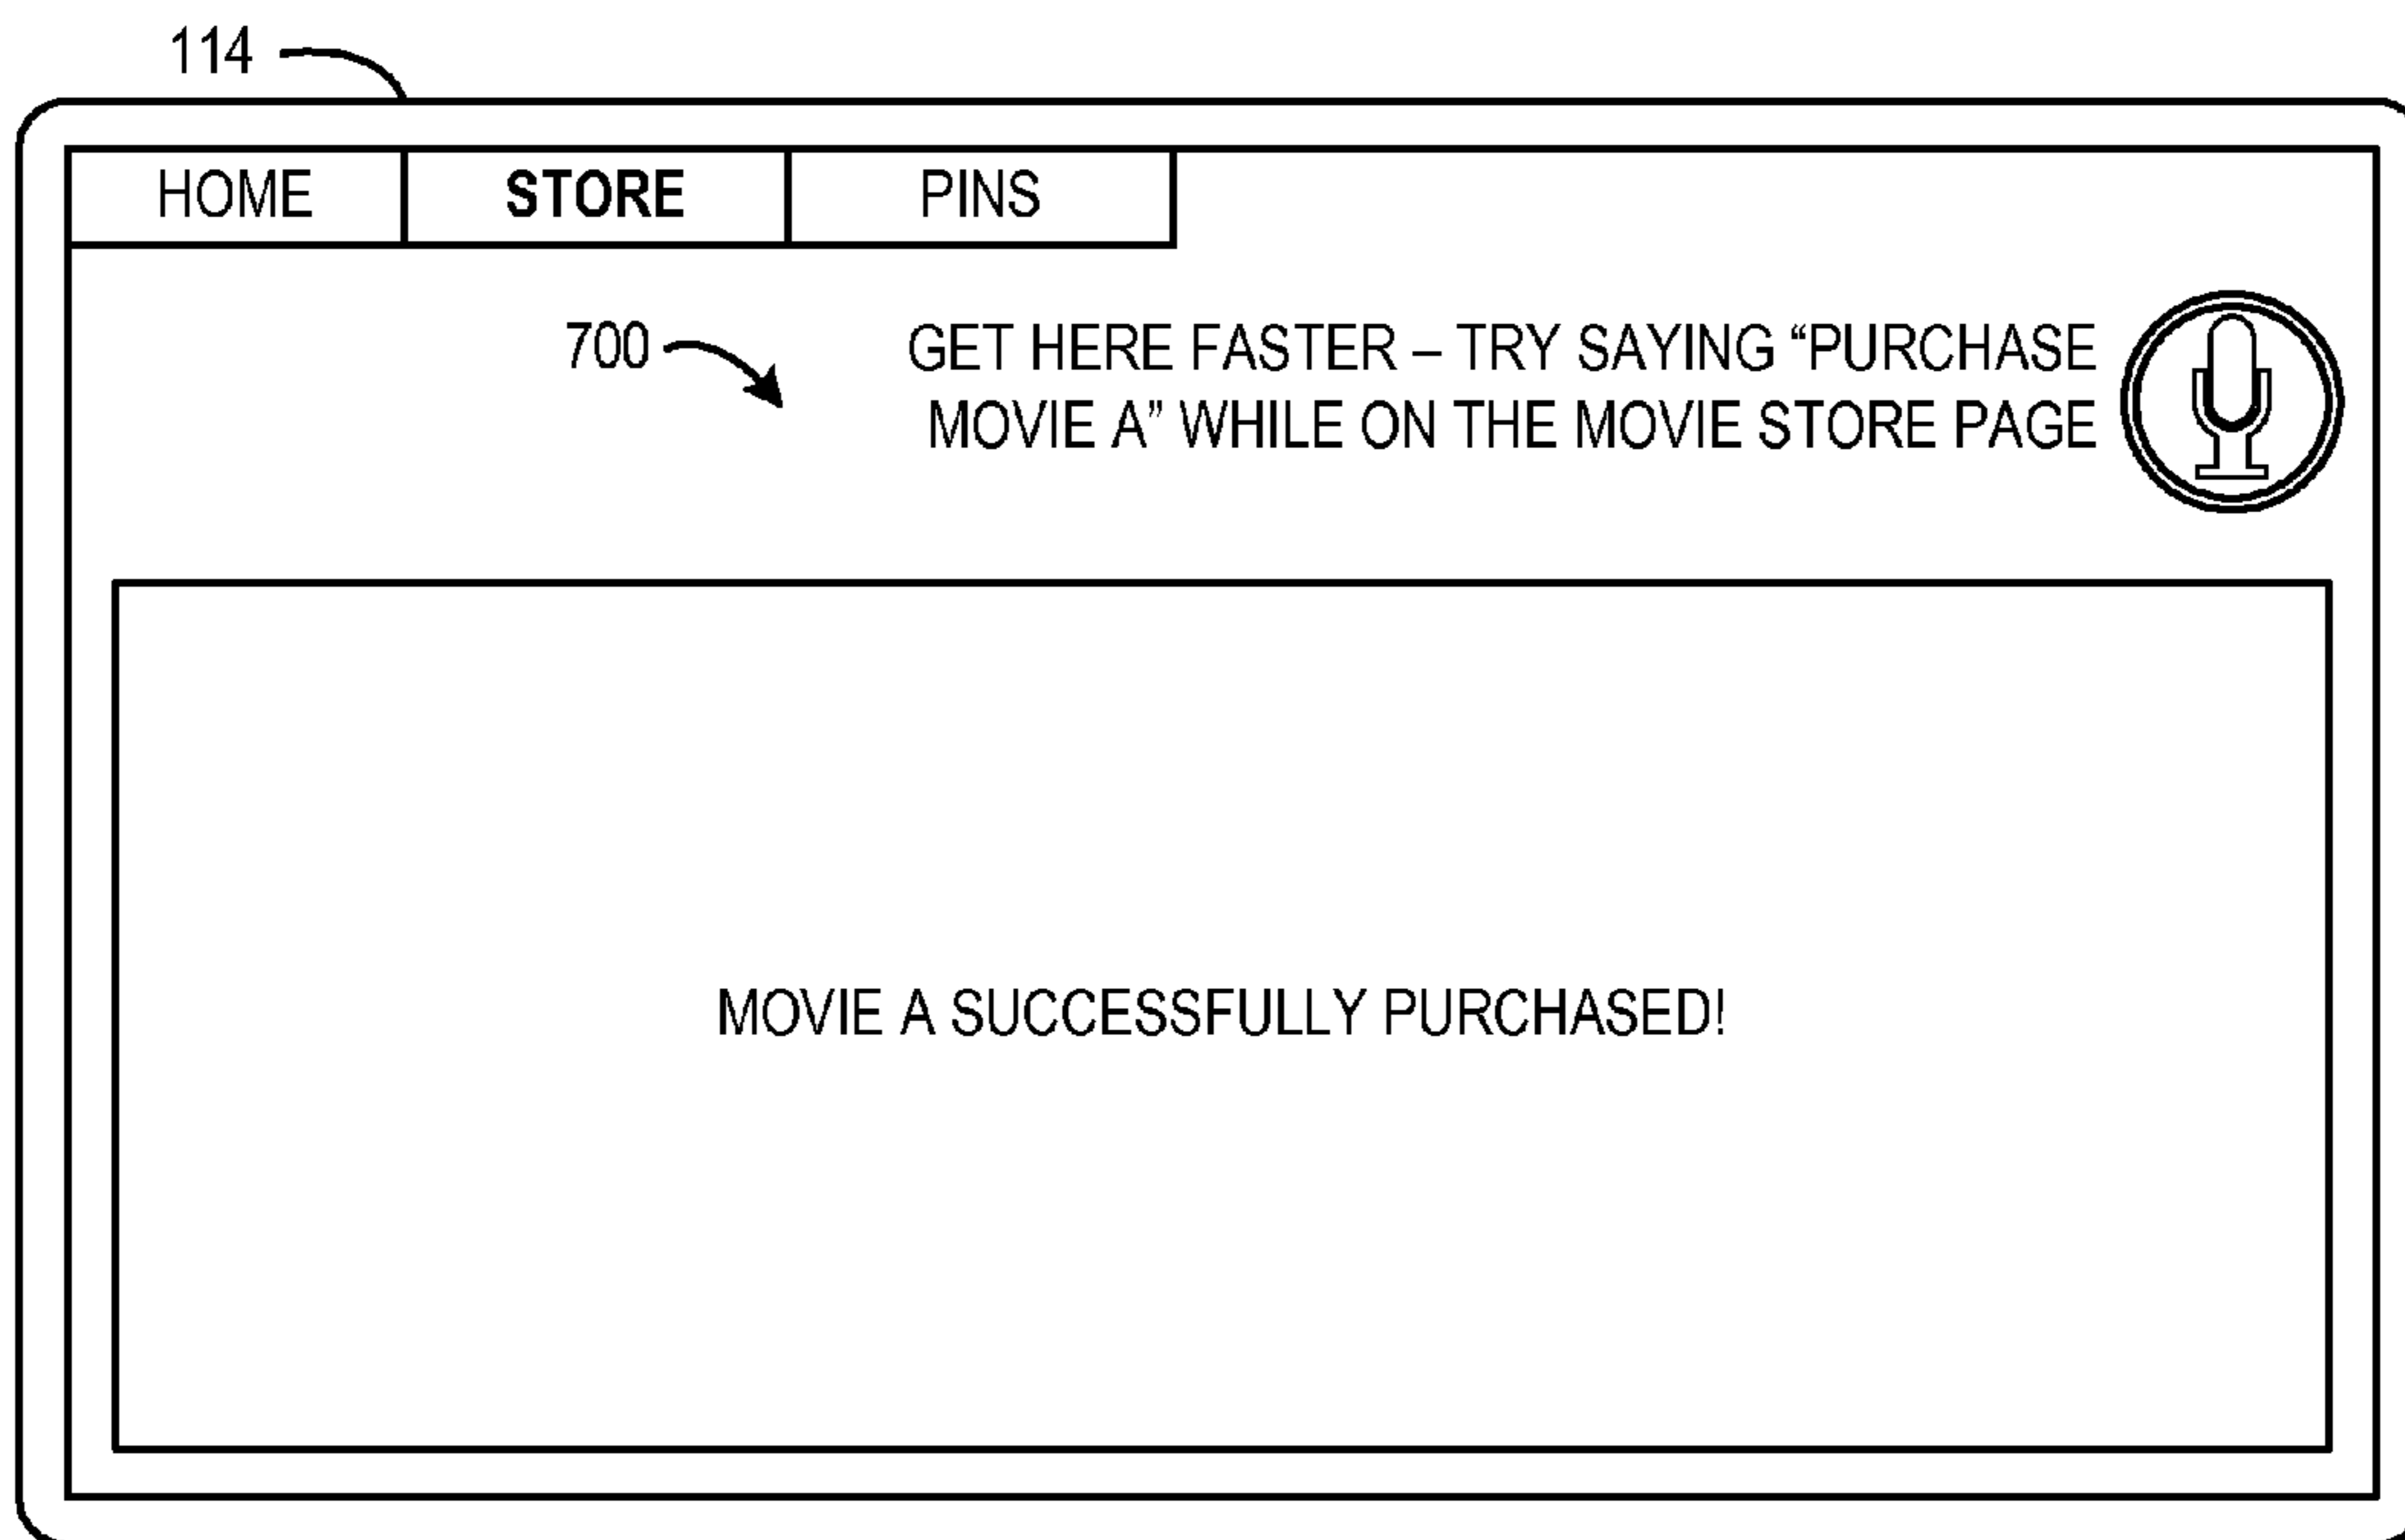 114
HOME STORE PINS
700
GET HERE FASTER – TRY SAYING “PURCHASE
MOVIE A” WHILE ON THE MOVIE STORE PAGE
MOVIE A SUCCESSFULLY PURCHASED!